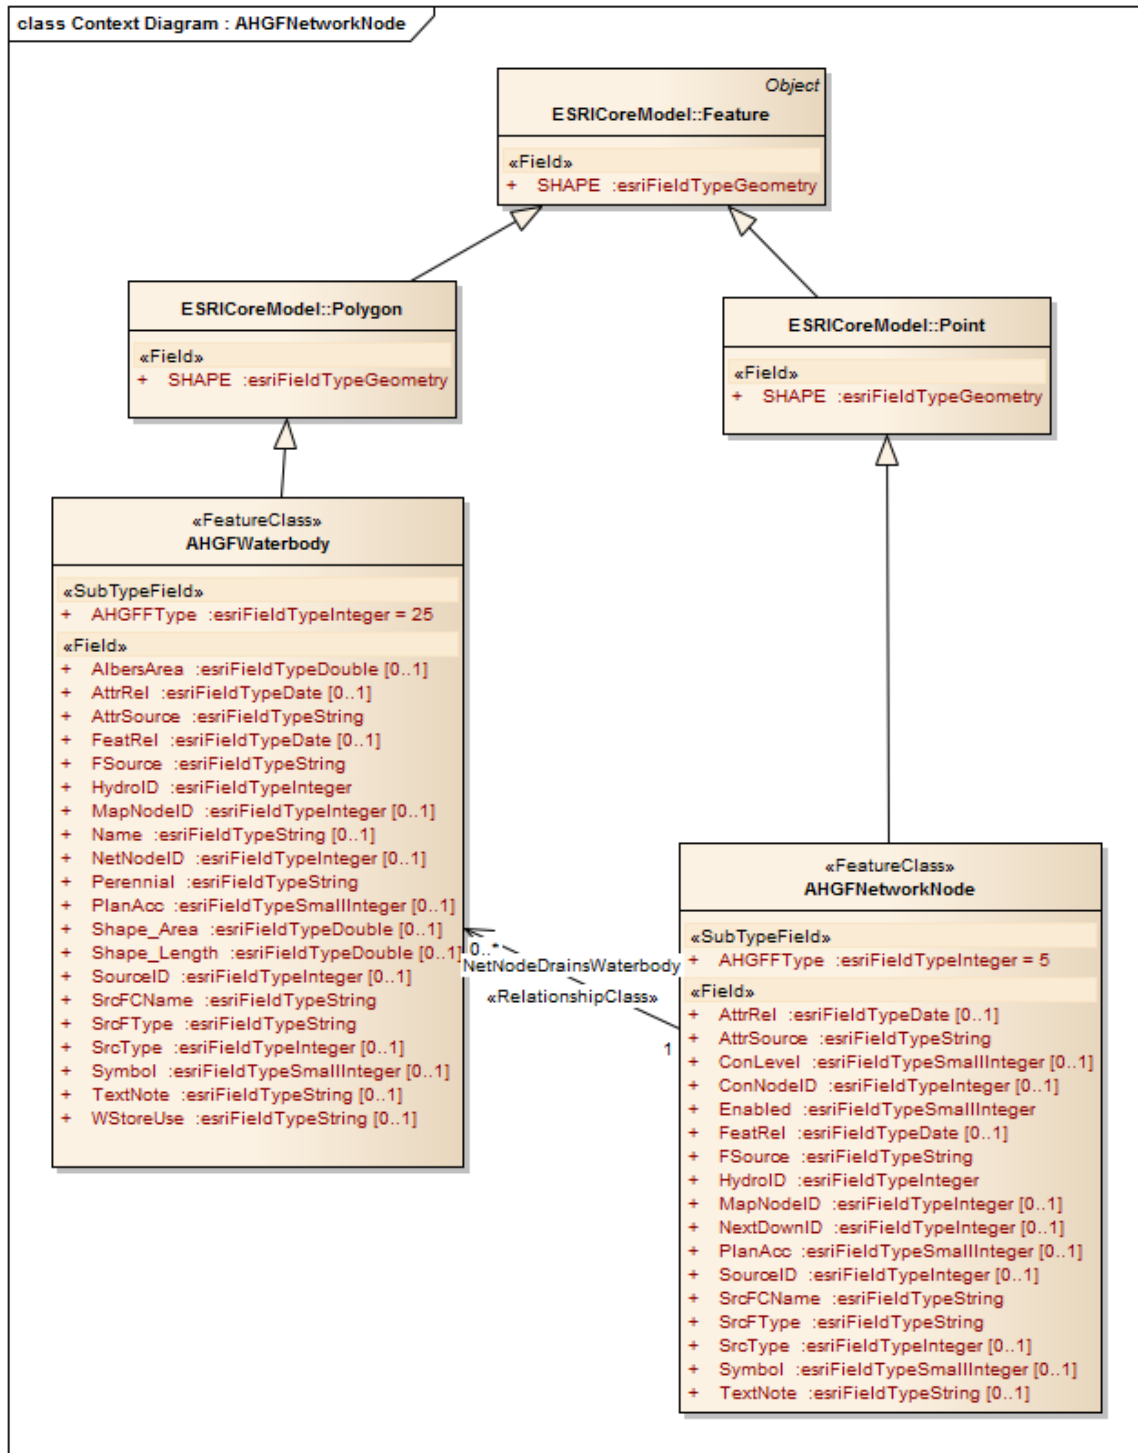 class Context Diagram : AHGFNetworkNode
Object
ESRICoreModel::Feature
«Field»
+ SHAPE :esriFieldTypeGeometry
ESRICoreModel::Polygon
«Field»
+ SHAPE :esriFieldTypeGeometry
ESRICoreModel::Point
«Field»
+ SHAPE :esriFieldTypeGeometry
«FeatureClass»
AHGFWaterbody
«SubTypeField»
+ AHGFFType :esriFieldTypeInteger = 25
«Field»
+ AlbersArea :esriFieldTypeDouble [0..1]
+ AttrRel :esriFieldTypeDate [0..1]
+ AttrSource :esriFieldTypeString
+ FeatRel :esriFieldTypeDate [0..1]
+ FSource :esriFieldTypeString
+ HydroID :esriFieldTypeInteger
+ MapNodeID :esriFieldTypeInteger [0..1]
+ Name :esriFieldTypeString [0..1]
+ NetNodeID :esriFieldTypeInteger [0..1]
+ Perennial :esriFieldTypeString
+ PlanAcc :esriFieldTypeSmallInteger [0..1]
+ Shape_Area :esriFieldTypeDouble [0..1]
+ Shape_Length :esriFieldTypeDouble [0..1]
+ SourceID :esriFieldTypeInteger [0..1]
+ SrcFCName :esriFieldTypeString
+ SrcFType :esriFieldTypeString
+ SrcType :esriFieldTypeInteger [0..1]
+ Symbol :esriFieldTypeSmallInteger [0..1]
+ TextNote :esriFieldTypeString [0..1]
+ WStoreUse :esriFieldTypeString [0..1]
0..*
NetNodeDrainsWaterbody
«RelationshipClass»
1
«FeatureClass»
AHGFNetworkNode
«SubTypeField»
+ AHGFFType :esriFieldTypeInteger = 5
«Field»
+ AttrRel :esriFieldTypeDate [0..1]
+ AttrSource :esriFieldTypeString
+ ConLevel :esriFieldTypeSmallInteger [0..1]
+ ConNodeID :esriFieldTypeInteger [0..1]
+ Enabled :esriFieldTypeSmallInteger
+ FeatRel :esriFieldTypeDate [0..1]
+ FSource :esriFieldTypeString
+ HydroID :esriFieldTypeInteger
+ MapNodeID :esriFieldTypeInteger [0..1]
+ NextDownID :esriFieldTypeInteger [0..1]
+ PlanAcc :esriFieldTypeSmallInteger [0..1]
+ SourceID :esriFieldTypeInteger [0..1]
+ SrcFCName :esriFieldTypeString
+ SrcFType :esriFieldTypeString
+ SrcType :esriFieldTypeInteger [0..1]
+ Symbol :esriFieldTypeSmallInteger [0..1]
+ TextNote :esriFieldTypeString [0..1]